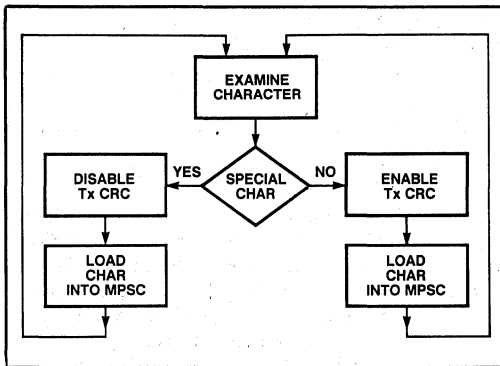 EXAMINE
CHARACTER
YES
SPECIAL
CHAR
NO
DISABLE
Tx CRC
ENABLE
Tx CRC
LOAD
CHAR
INTO MPSC
LOAD
CHAR
INTO MPSC